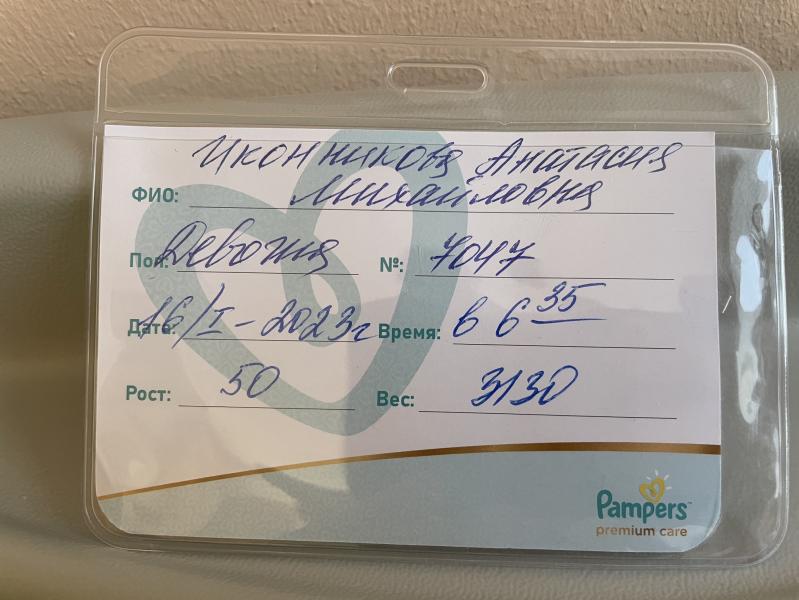 Иконникова Анатасия
ФИО: Михайловна
Пол: Девочка №: 7047
Дата: 16/I-2023г Время: в 6 35
Рост: 50 Вес: 3130
Pampers
premium care